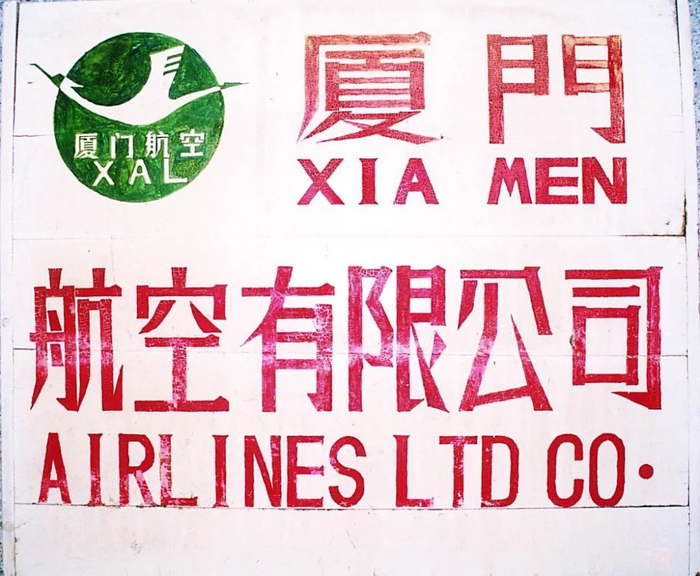 厦门航空
XAL
厦門
XIA MEN
航空有限公司
AIRLINES LTD CO.